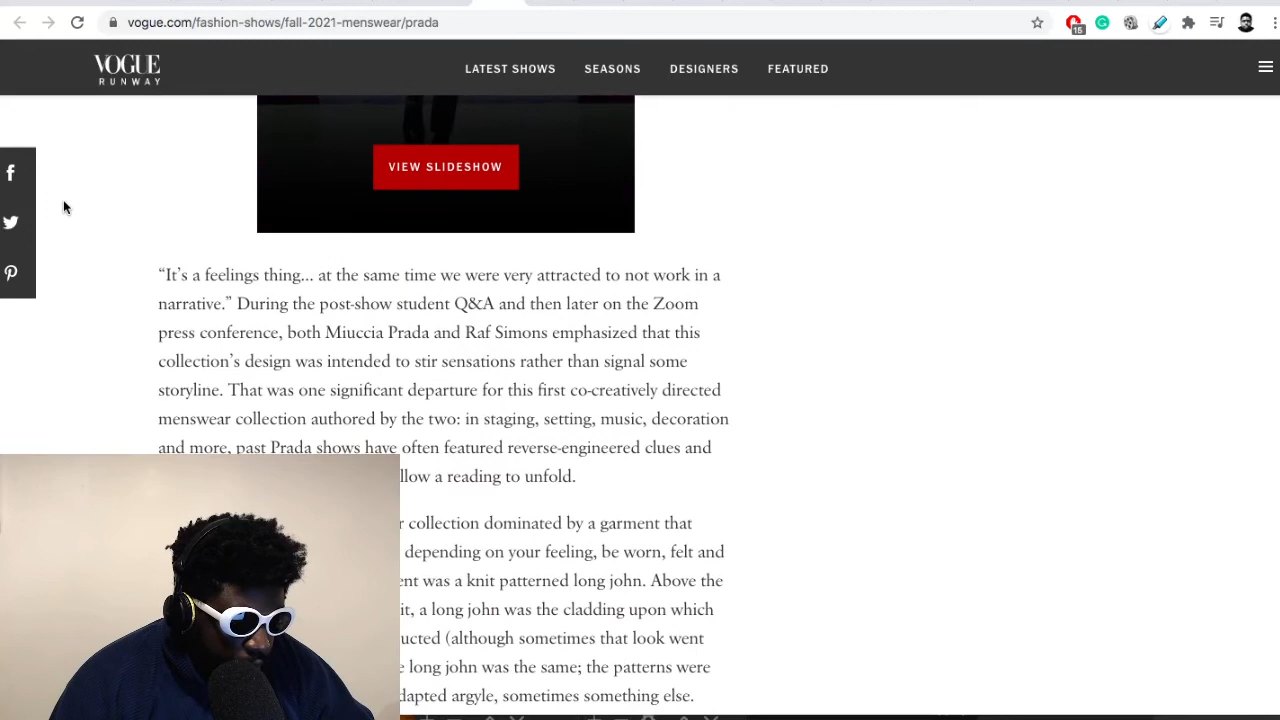 vogue.com/fashion-shows/fall-2021-menswear/prada
15
VOGUE
RUNWAY
LATEST SHOWS SEASONS DESIGNERS FEATURED
VIEW SLIDESHOW
“It’s a feelings thing... at the same time we were very attracted to not work in a
narrative.” During the post-show student Q&A and then later on the Zoom
press conference, both Miuccia Prada and Raf Simons emphasized that this
collection’s design was intended to stir sensations rather than signal some
storyline. That was one significant departure for this first co-creatively directed
menswear collection authored by the two: in staging, setting, music, decoration
and more, past Prada shows have often featured reverse-engineered clues and
llow a reading to unfold.
r collection dominated by a garment that
depending on your feeling, be worn, felt and
ent was a knit patterned long john. Above the
it, a long john was the cladding upon which
ucted (although sometimes that look went
e long john was the same; the patterns were
dapted argyle, sometimes something else.